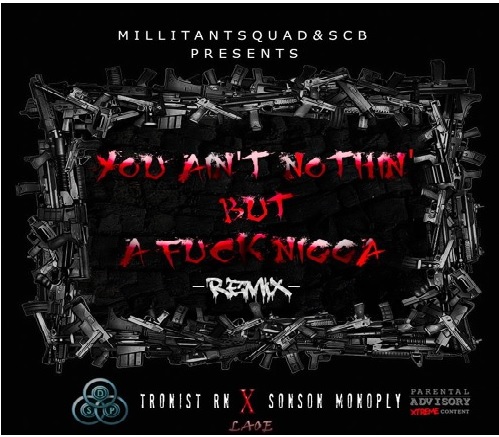 MILLITANTSQUAD&SCB
PRESENTS
YOU AIN'T NOTHIN'
BUT
A FUCK NIGGA
-REMIX-
D
S P
TRONIST RN X SONSON MONOPLY
LAOE
PARENTAL
ADVISORY
XTREME CONTENT